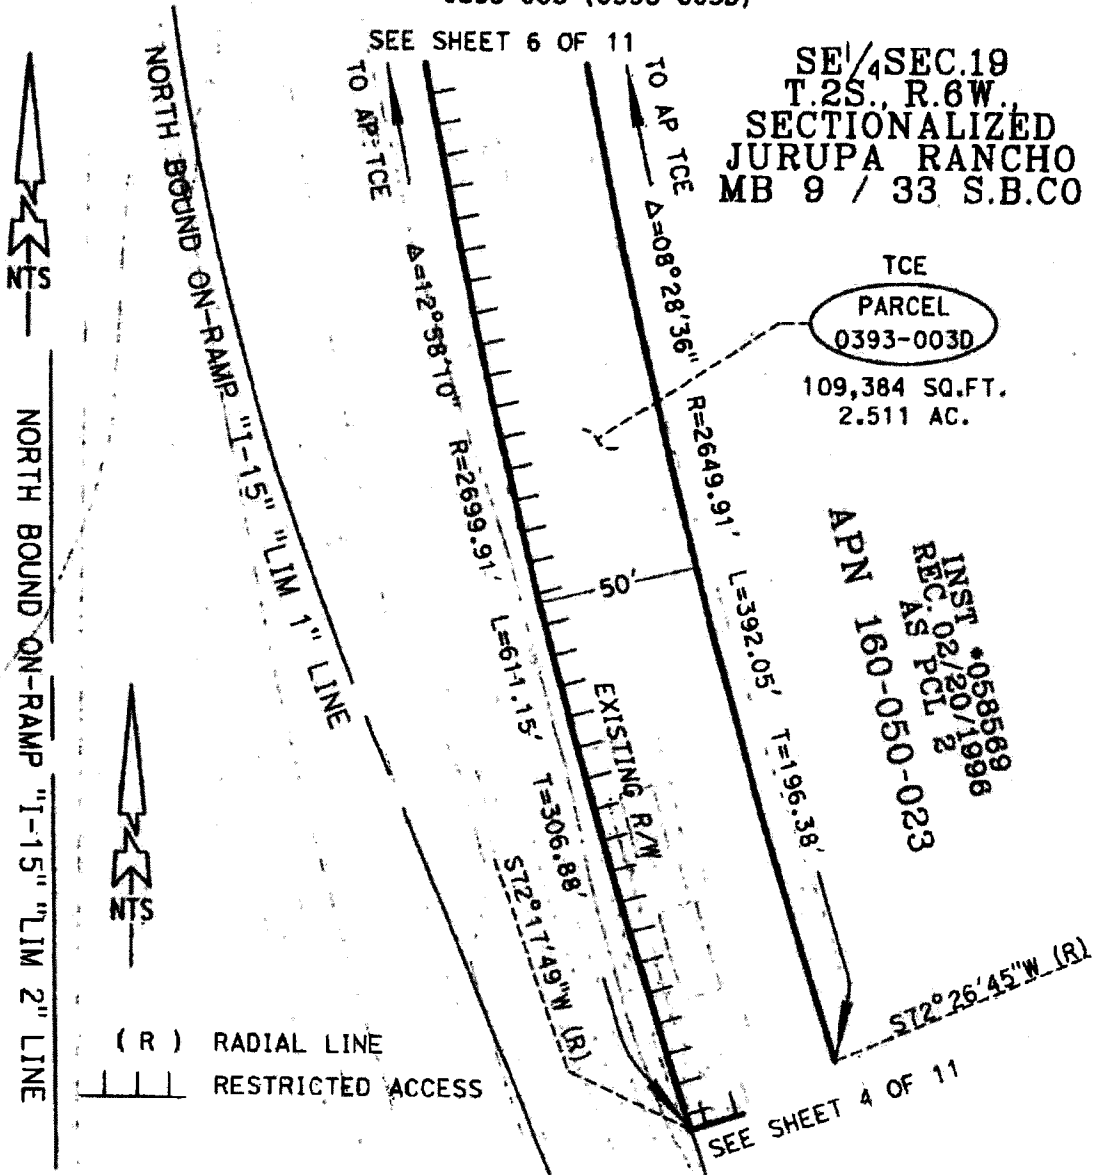 SEE SHEET 6 OF 11
SE 1/4 SEC.19
T.2S., R.6W.,
SECTIONALIZED
JURUPA RANCHO
MB 9 / 33 S.B.CO
TCE
PARCEL
0393-003D
109,384 SQ.FT.
2.511 AC.
NTS
NORTH BOUND ON-RAMP "I-15" "LIM 2" LINE
NORTH BOUND ON-RAMP "I-15" "LIM 1" LINE
TO AP TCE
Δ=12°58'10" R=2699.91' L=611.15' T=306.88'
TO AP TCE
Δ=08°28'36" R=2649.91' L=392.05' T=196.38'
50'
EXISTING R/W
INST *058569
REC. 02/20/1996
AS PCL 2
APN 160-050-023
S72°17'49"W (R)
S72°26'45"W (R)
NTS
( R ) RADIAL LINE
RESTRICTED ACCESS
SEE SHEET 4 OF 11